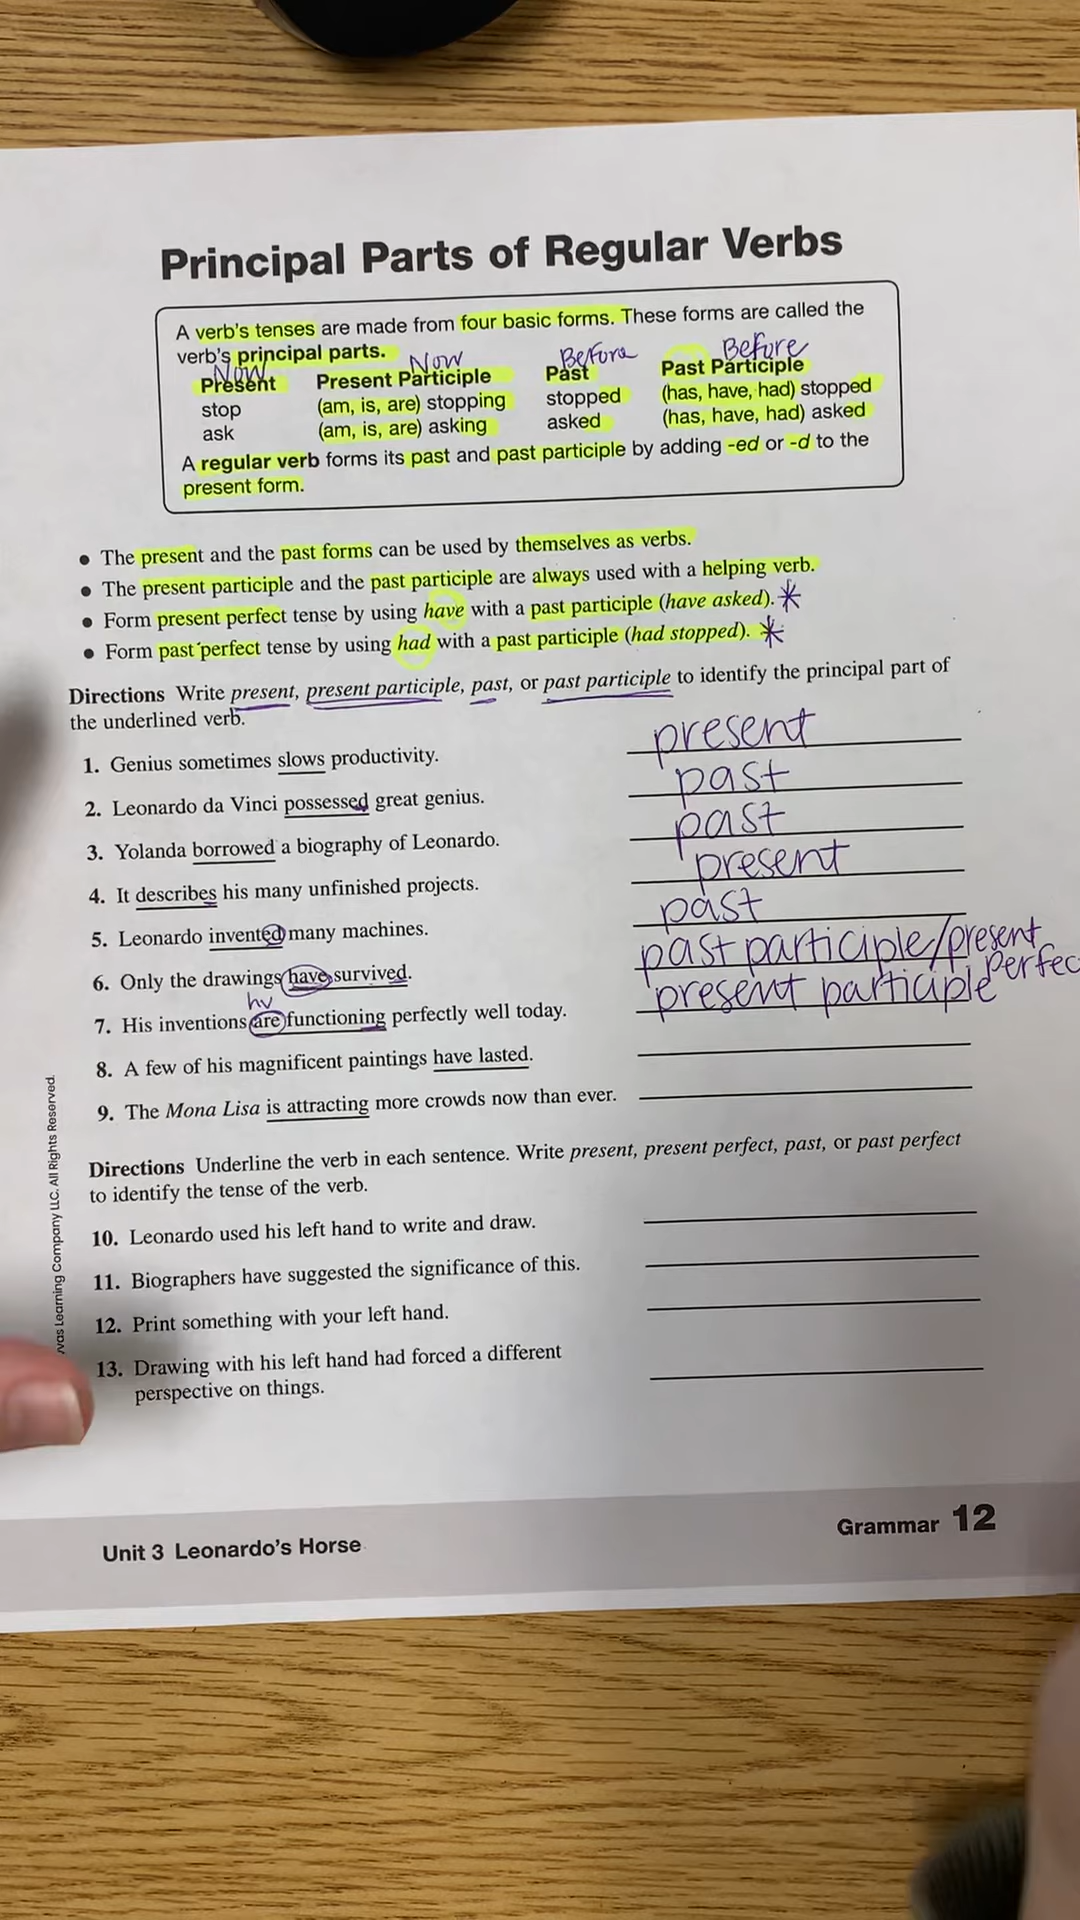 Principal Parts of Regular Verbs
A verb's tenses are made from four basic forms. These forms are called the
verb's principal parts.
Now Now Before Before
Present Present Participle Past Past Participle
stop (am, is, are) stopping stopped (has, have, had) stopped
ask (am, is, are) asking asked (has, have, had) asked
A regular verb forms its past and past participle by adding -ed or -d to the
present form.
• The present and the past forms can be used by themselves as verbs.
• The present participle and the past participle are always used with a helping verb.
• Form present perfect tense by using have with a past participle (have asked). *
• Form past perfect tense by using had with a past participle (had stopped). *
Directions Write present, present participle, past, or past participle to identify the principal part of
the underlined verb.
1. Genius sometimes slows productivity. present
2. Leonardo da Vinci possessed great genius. past
3. Yolanda borrowed a biography of Leonardo. past
4. It describes his many unfinished projects. present
5. Leonardo invented many machines. past
6. Only the drawings have survived. past participle/present
perfec
hv
7. His inventions are functioning perfectly well today. present participle
8. A few of his magnificent paintings have lasted.
9. The Mona Lisa is attracting more crowds now than ever.
Directions Underline the verb in each sentence. Write present, present perfect, past, or past perfect
to identify the tense of the verb.
10. Leonardo used his left hand to write and draw.
11. Biographers have suggested the significance of this.
12. Print something with your left hand.
13. Drawing with his left hand had forced a different
perspective on things.
vas Learning Company LLC. All Rights Reserved.
Unit 3 Leonardo's Horse
Grammar 12